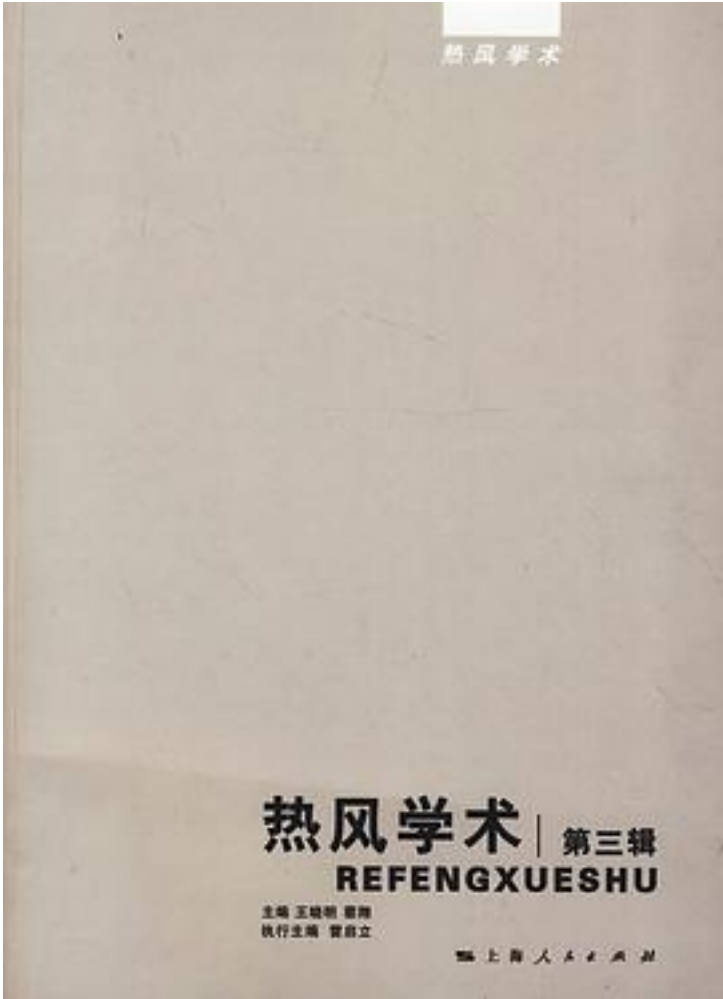 热风学术
热风学术 第三辑
REFENGXUESHU
主编 王晓明 蔡翔
执行主编 雷启立
上海人民出版社